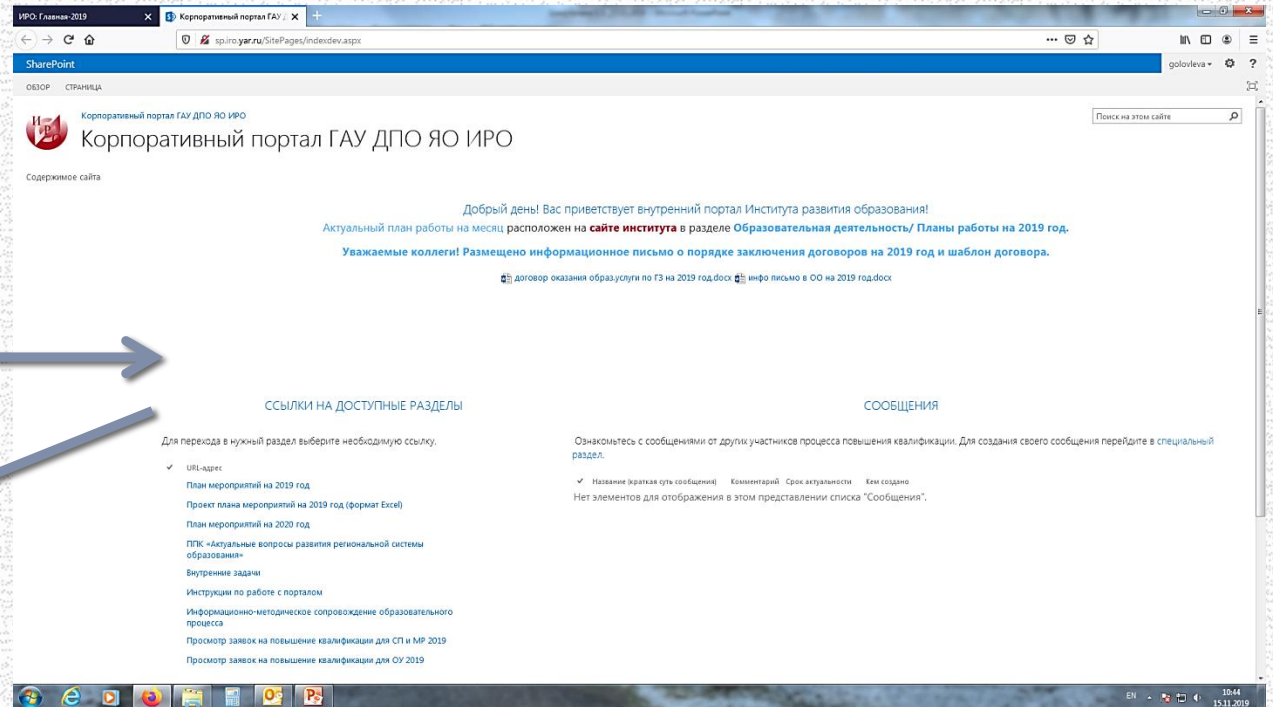 ИРО: Главная-2019
Корпоративный портал ГАУ Д
sp.iro.yar.ru/SitePages/indexdev.aspx
SharePoint
golovleva
ОБЗОР СТРАНИЦА
Корпоративный портал ГАУ ДПО ЯО ИРО
Корпоративный портал ГАУ ДПО ЯО ИРО
Поиск на этом сайте
Содержимое сайта
Добрый день! Вас приветствует внутренний портал Института развития образования!
Актуальный план работы на месяц расположен на сайте института в разделе Образовательная деятельность/ Планы работы на 2019 год.
Уважаемые коллеги! Размещено информационное письмо о порядке заключения договоров на 2019 год и шаблон договора.
договор оказания образ.услуги по ГЗ на 2019 год.docx инфо письмо в ОО на 2019 год.docx
ССЫЛКИ НА ДОСТУПНЫЕ РАЗДЕЛЫ
Для перехода в нужный раздел выберите необходимую ссылку.
URL-адрес
План мероприятий на 2019 год
Проект плана мероприятий на 2019 год (формат Excel)
План мероприятий на 2020 год
ППК «Актуальные вопросы развития региональной системы
образования»
Внутренние задачи
Инструкции по работе с порталом
Информационно-методическое сопровождение образовательного
процесса
Просмотр заявок на повышение квалификации для СП и МР 2019
Просмотр заявок на повышение квалификации для ОУ 2019
СООБЩЕНИЯ
Ознакомьтесь с сообщениями от других участников процесса повышения квалификации. Для создания своего сообщения перейдите в специальный
раздел.
Название (краткая суть сообщения) Комментарий Срок актуальности Кем создано
Нет элементов для отображения в этом представлении списка "Сообщения".
EN
10:44
15.11.2019